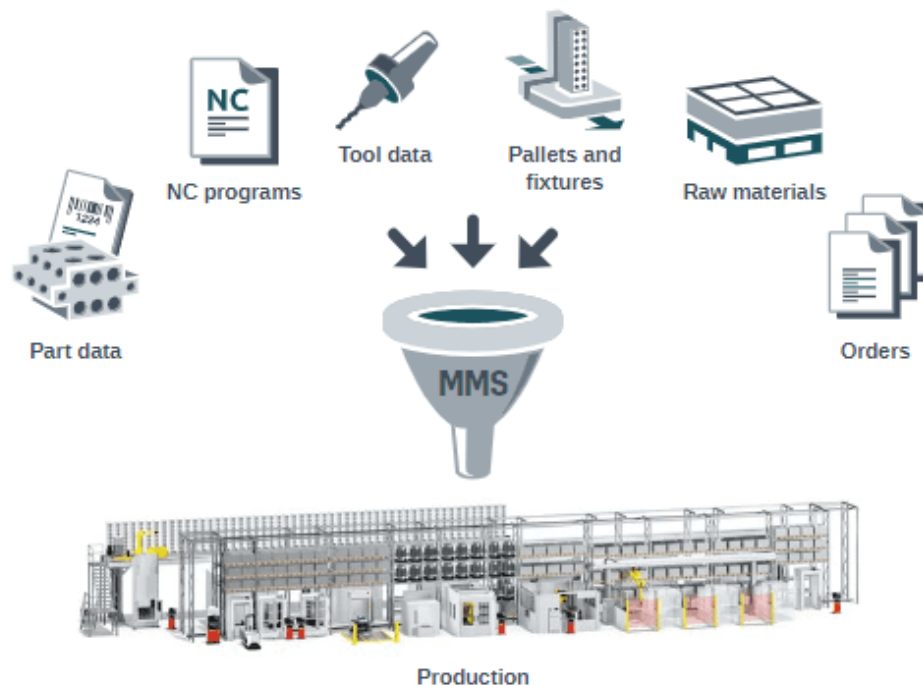 NC
NC programs
Tool data
Pallets and
fixtures
Raw materials
1224
Part data
Orders
MMS
Production